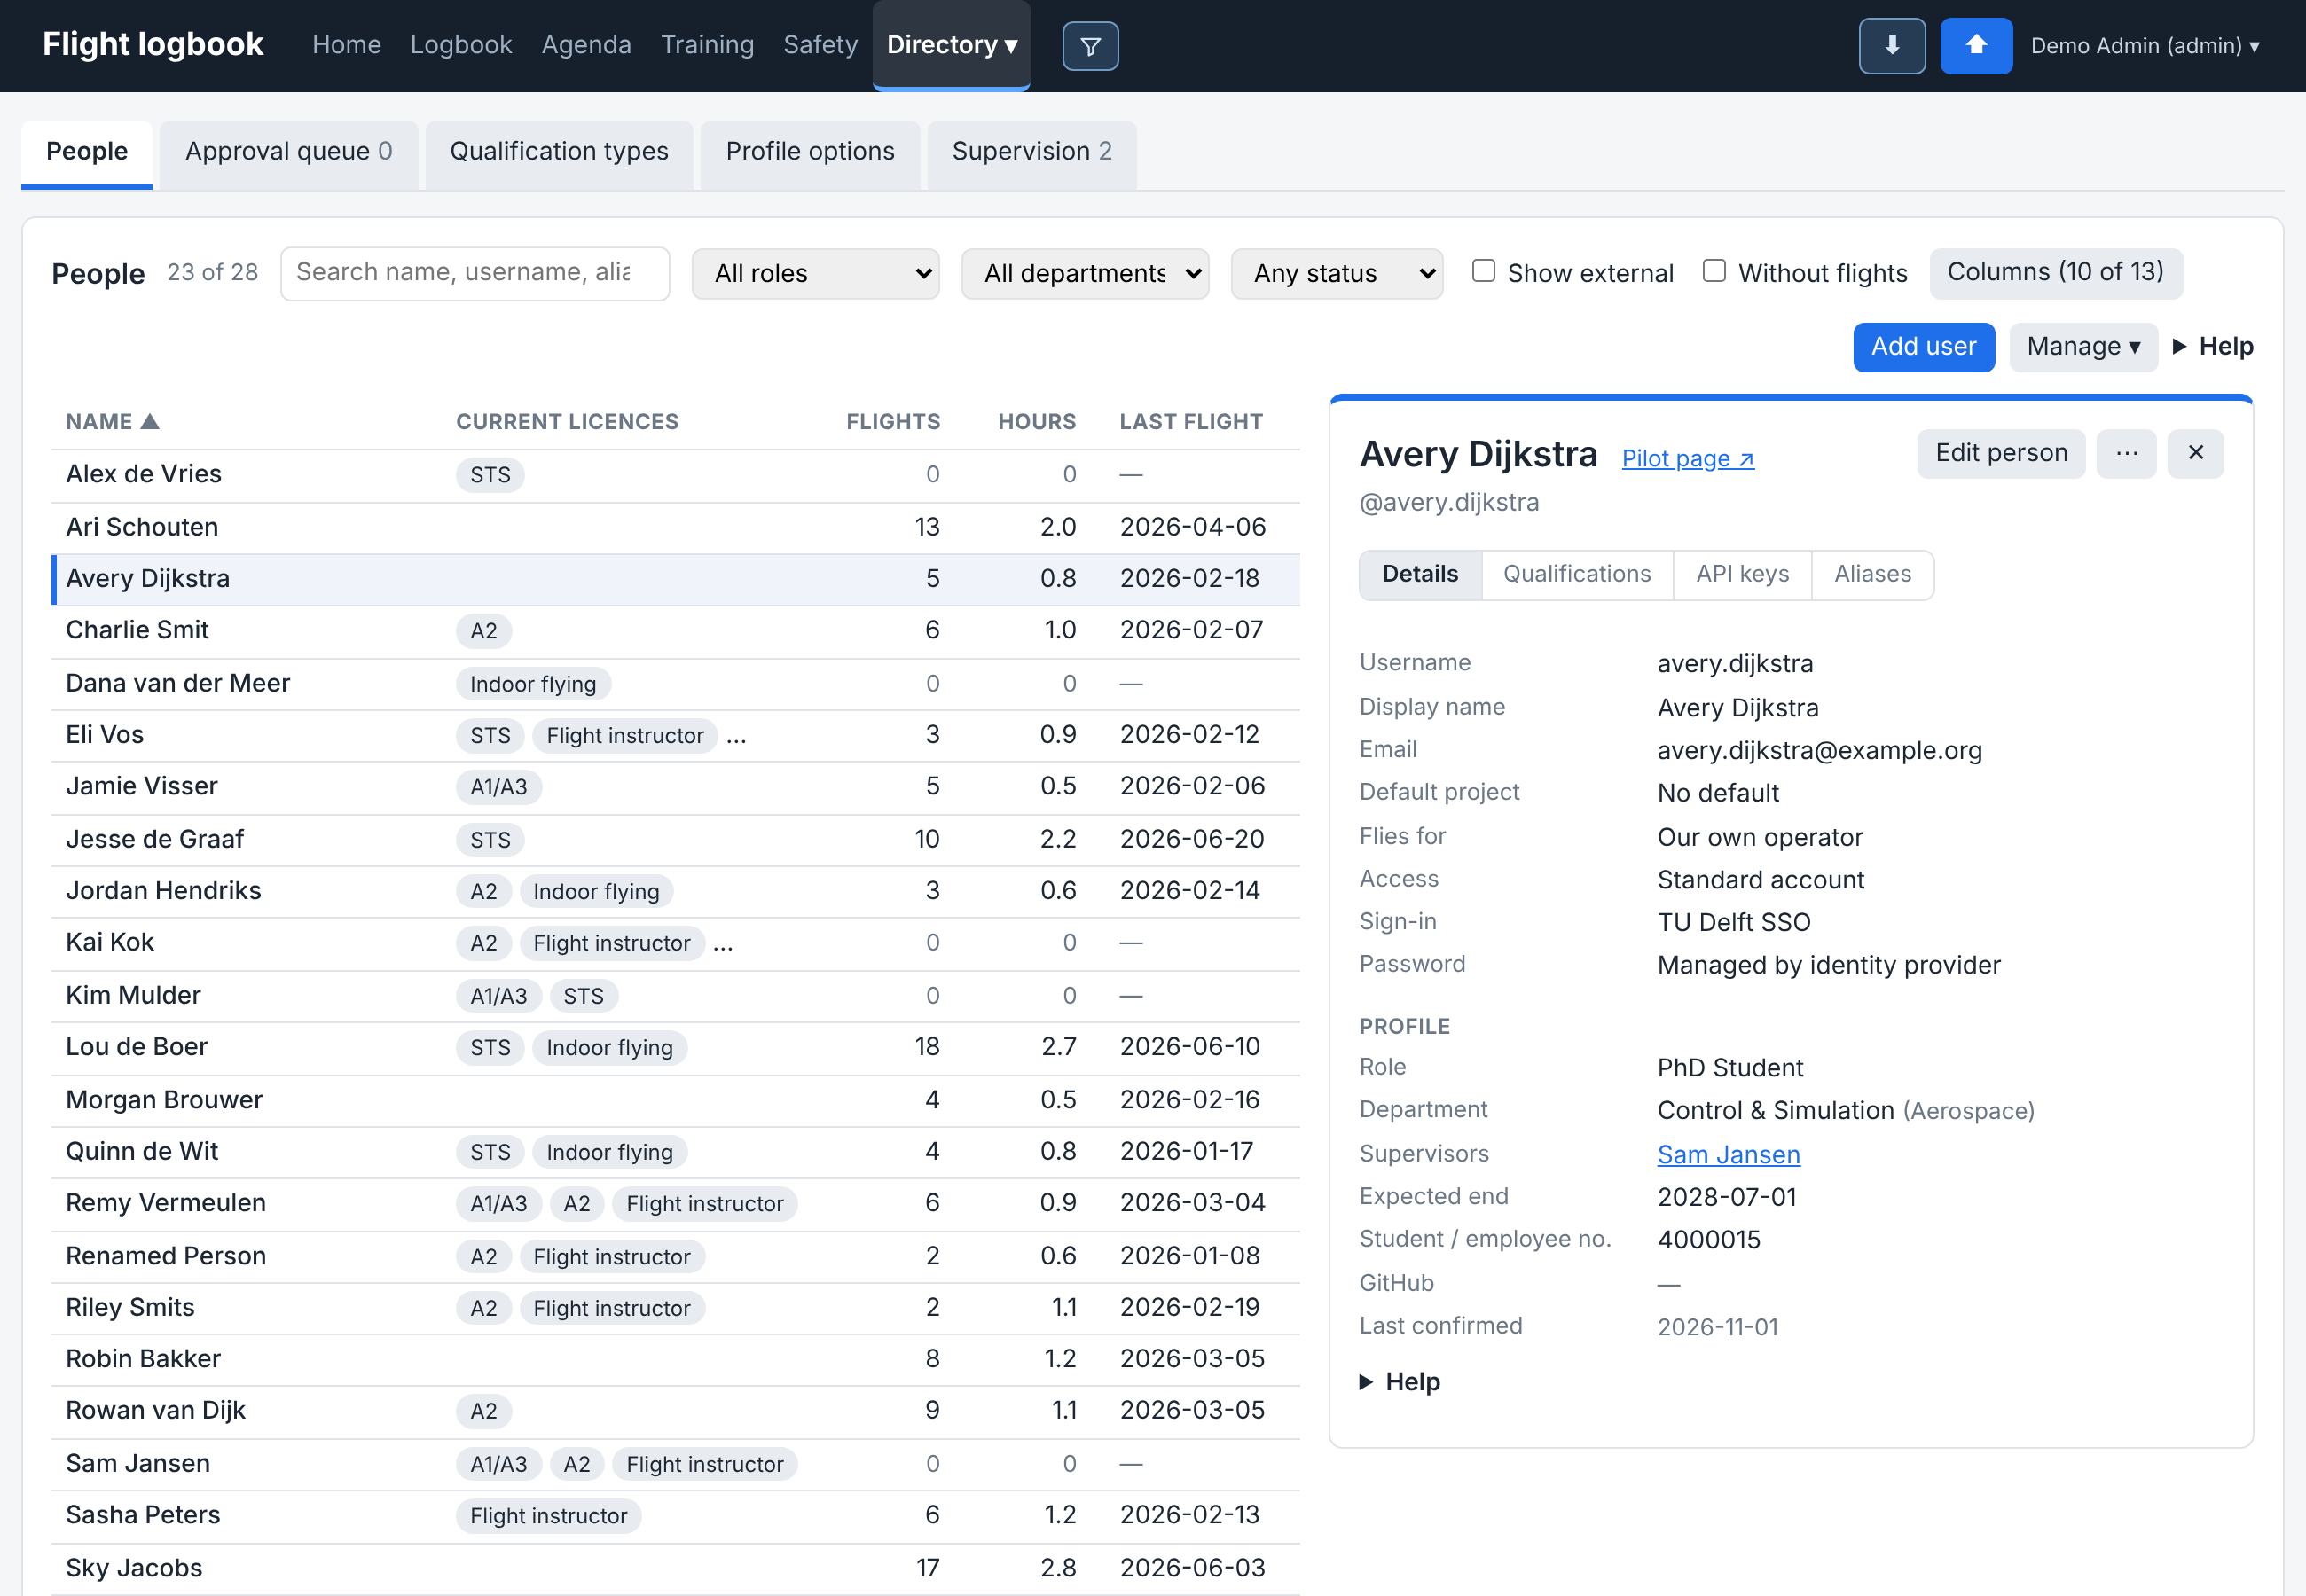 Flight logbook Home Logbook Agenda Training Safety Directory ▾ Demo Admin (admin) ▾
People Approval queue 0 Qualification types Profile options Supervision 2
People 23 of 28 Search name, username, alia All roles All departments Any status Show external Without flights Columns (10 of 13)
Add user Manage ▾ ▶ Help
NAME ▲ CURRENT LICENCES FLIGHTS HOURS LAST FLIGHT
Alex de Vries STS 0 0 —
Ari Schouten 13 2.0 2026-04-06
Avery Dijkstra 5 0.8 2026-02-18
Charlie Smit A2 6 1.0 2026-02-07
Dana van der Meer Indoor flying 0 0 —
Eli Vos STS Flight instructor ... 3 0.9 2026-02-12
Jamie Visser A1/A3 5 0.5 2026-02-06
Jesse de Graaf STS 10 2.2 2026-06-20
Jordan Hendriks A2 Indoor flying 3 0.6 2026-02-14
Kai Kok A2 Flight instructor ... 0 0 —
Kim Mulder A1/A3 STS 0 0 —
Lou de Boer STS Indoor flying 18 2.7 2026-06-10
Morgan Brouwer 4 0.5 2026-02-16
Quinn de Wit STS Indoor flying 4 0.8 2026-01-17
Remy Vermeulen A1/A3 A2 Flight instructor 6 0.9 2026-03-04
Renamed Person A2 Flight instructor 2 0.6 2026-01-08
Riley Smits A2 Flight instructor 2 1.1 2026-02-19
Robin Bakker 8 1.2 2026-03-05
Rowan van Dijk A2 9 1.1 2026-03-05
Sam Jansen A1/A3 A2 Flight instructor 0 0 —
Sasha Peters Flight instructor 6 1.2 2026-02-13
Sky Jacobs 17 2.8 2026-06-03
Avery Dijkstra Pilot page ↗ Edit person ··· ✕
@avery.dijkstra
Details Qualifications API keys Aliases
Username avery.dijkstra
Display name Avery Dijkstra
Email avery.dijkstra@example.org
Default project No default
Flies for Our own operator
Access Standard account
Sign-in TU Delft SSO
Password Managed by identity provider
PROFILE
Role PhD Student
Department Control & Simulation (Aerospace)
Supervisors Sam Jansen
Expected end 2028-07-01
Student / employee no. 4000015
GitHub —
Last confirmed 2026-11-01
▶ Help